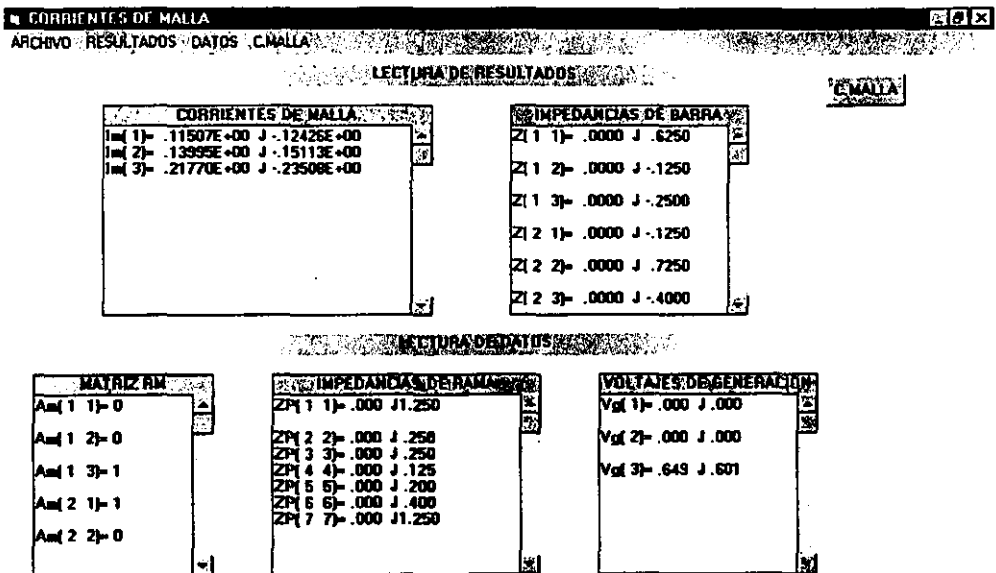 CORRIENTES DE MALLA
ARCHIVO RESULTADOS DATOS C.MALLA
LECTURA DE RESULTADOS
C.MALLA
CORRIENTES DE MALLA
Im( 1)= .11507E+00 J -.12426E+00
Im( 2)= .13995E+00 J -.15113E+00
Im( 3)= .21770E+00 J -.23508E+00
IMPEDANCIAS DE BARRA
Z( 1 1)= .0000 J .6250
Z( 1 2)= .0000 J -.1250
Z( 1 3)= .0000 J -.2500
Z( 2 1)= .0000 J -.1250
Z( 2 2)= .0000 J .7250
Z( 2 3)= .0000 J -.4000
LECTURA DE DATOS
MATRIZ RM
Am( 1 1)= 0
Am( 1 2)= 0
Am( 1 3)= 1
Am( 2 1)= 1
Am( 2 2)= 0
IMPEDANCIAS DE RAMA
ZP( 1 1)= .000 J1.250
ZP( 2 2)= .000 J .250
ZP( 3 3)= .000 J .250
ZP( 4 4)= .000 J .125
ZP( 5 5)= .000 J .200
ZP( 6 6)= .000 J .400
ZP( 7 7)= .000 J1.250
VOLTAJES DE GENERACION
Vg( 1)= .000 J .000
Vg( 2)= .000 J .000
Vg( 3)= .649 J .601